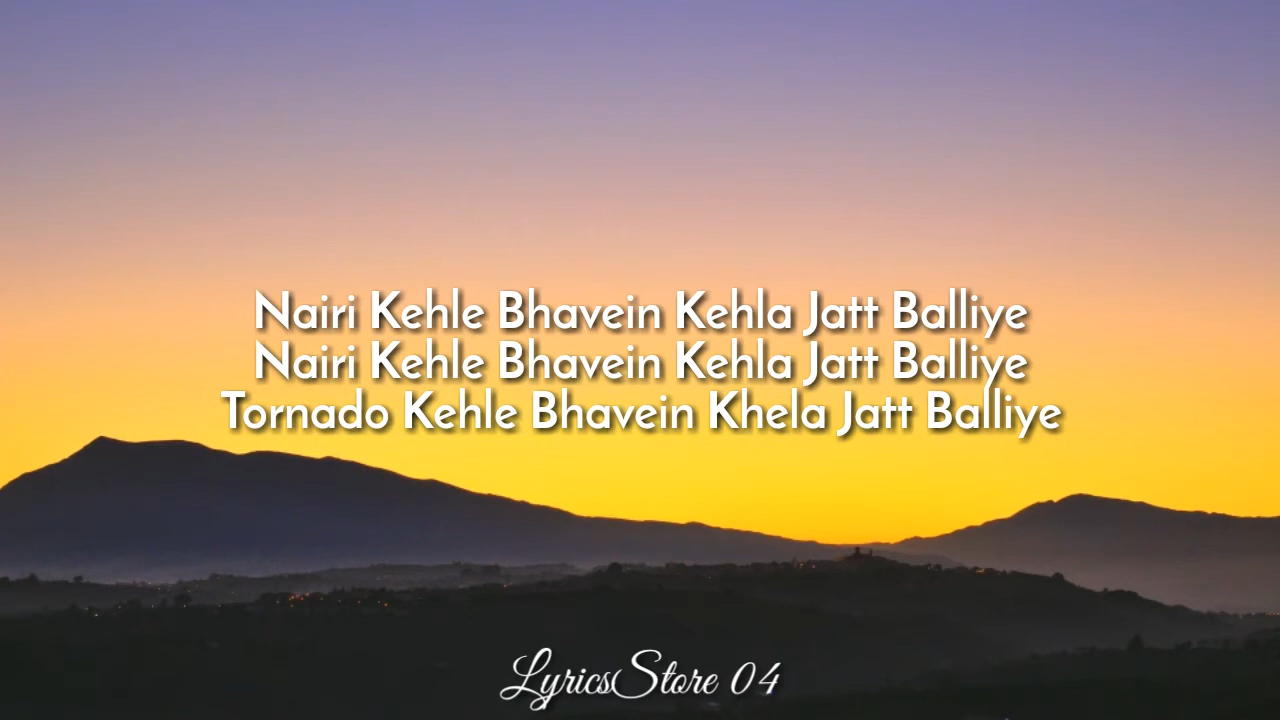 Nairi Kehle Bhavein Kehla Jatt Balliye
Nairi Kehle Bhavein Kehla Jatt Balliye
Tornado Kehle Bhavein Khela Jatt Balliye
LyricsStore 04